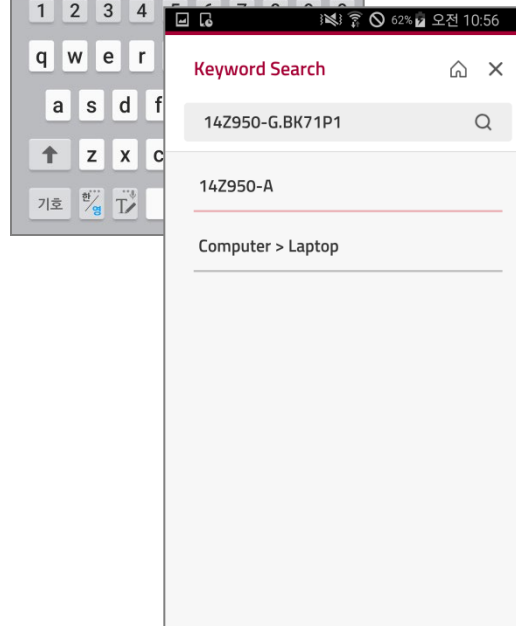 1 2 3 4
q w e r
a s d f
z x c
기호 한/영 T
62% 오전 10:56
Keyword Search
14Z950-G.BK71P1
14Z950-A
Computer > Laptop